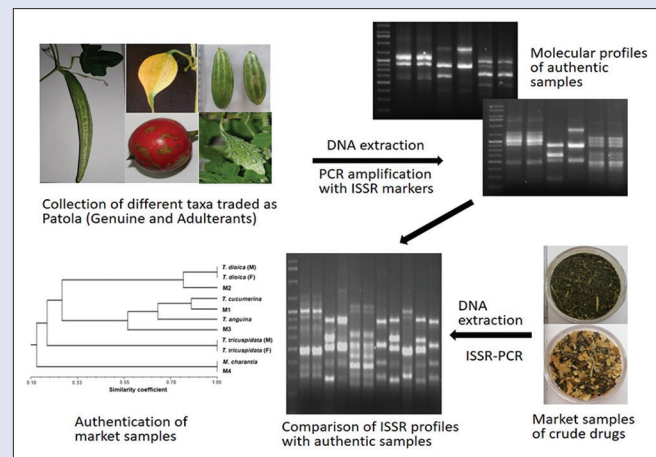 Molecular profiles
of authentic
samples
DNA extraction
PCR amplification
with ISSR markers
Collection of different taxa traded as
Patola (Genuine and Adulterants)
T. dioica (M)
T. dioica (F)
M2
T. cucumerina
M1
T. anguina
M3
T. tricuspidata (M)
T. tricuspidata (F)
M. charantia
M4
0.10 0.33 0.55 0.78 1.00
Similarity coefficient
Authentication of
market samples
DNA
extraction
ISSR-PCR
Comparison of ISSR profiles
with authentic samples
Market samples
of crude drugs